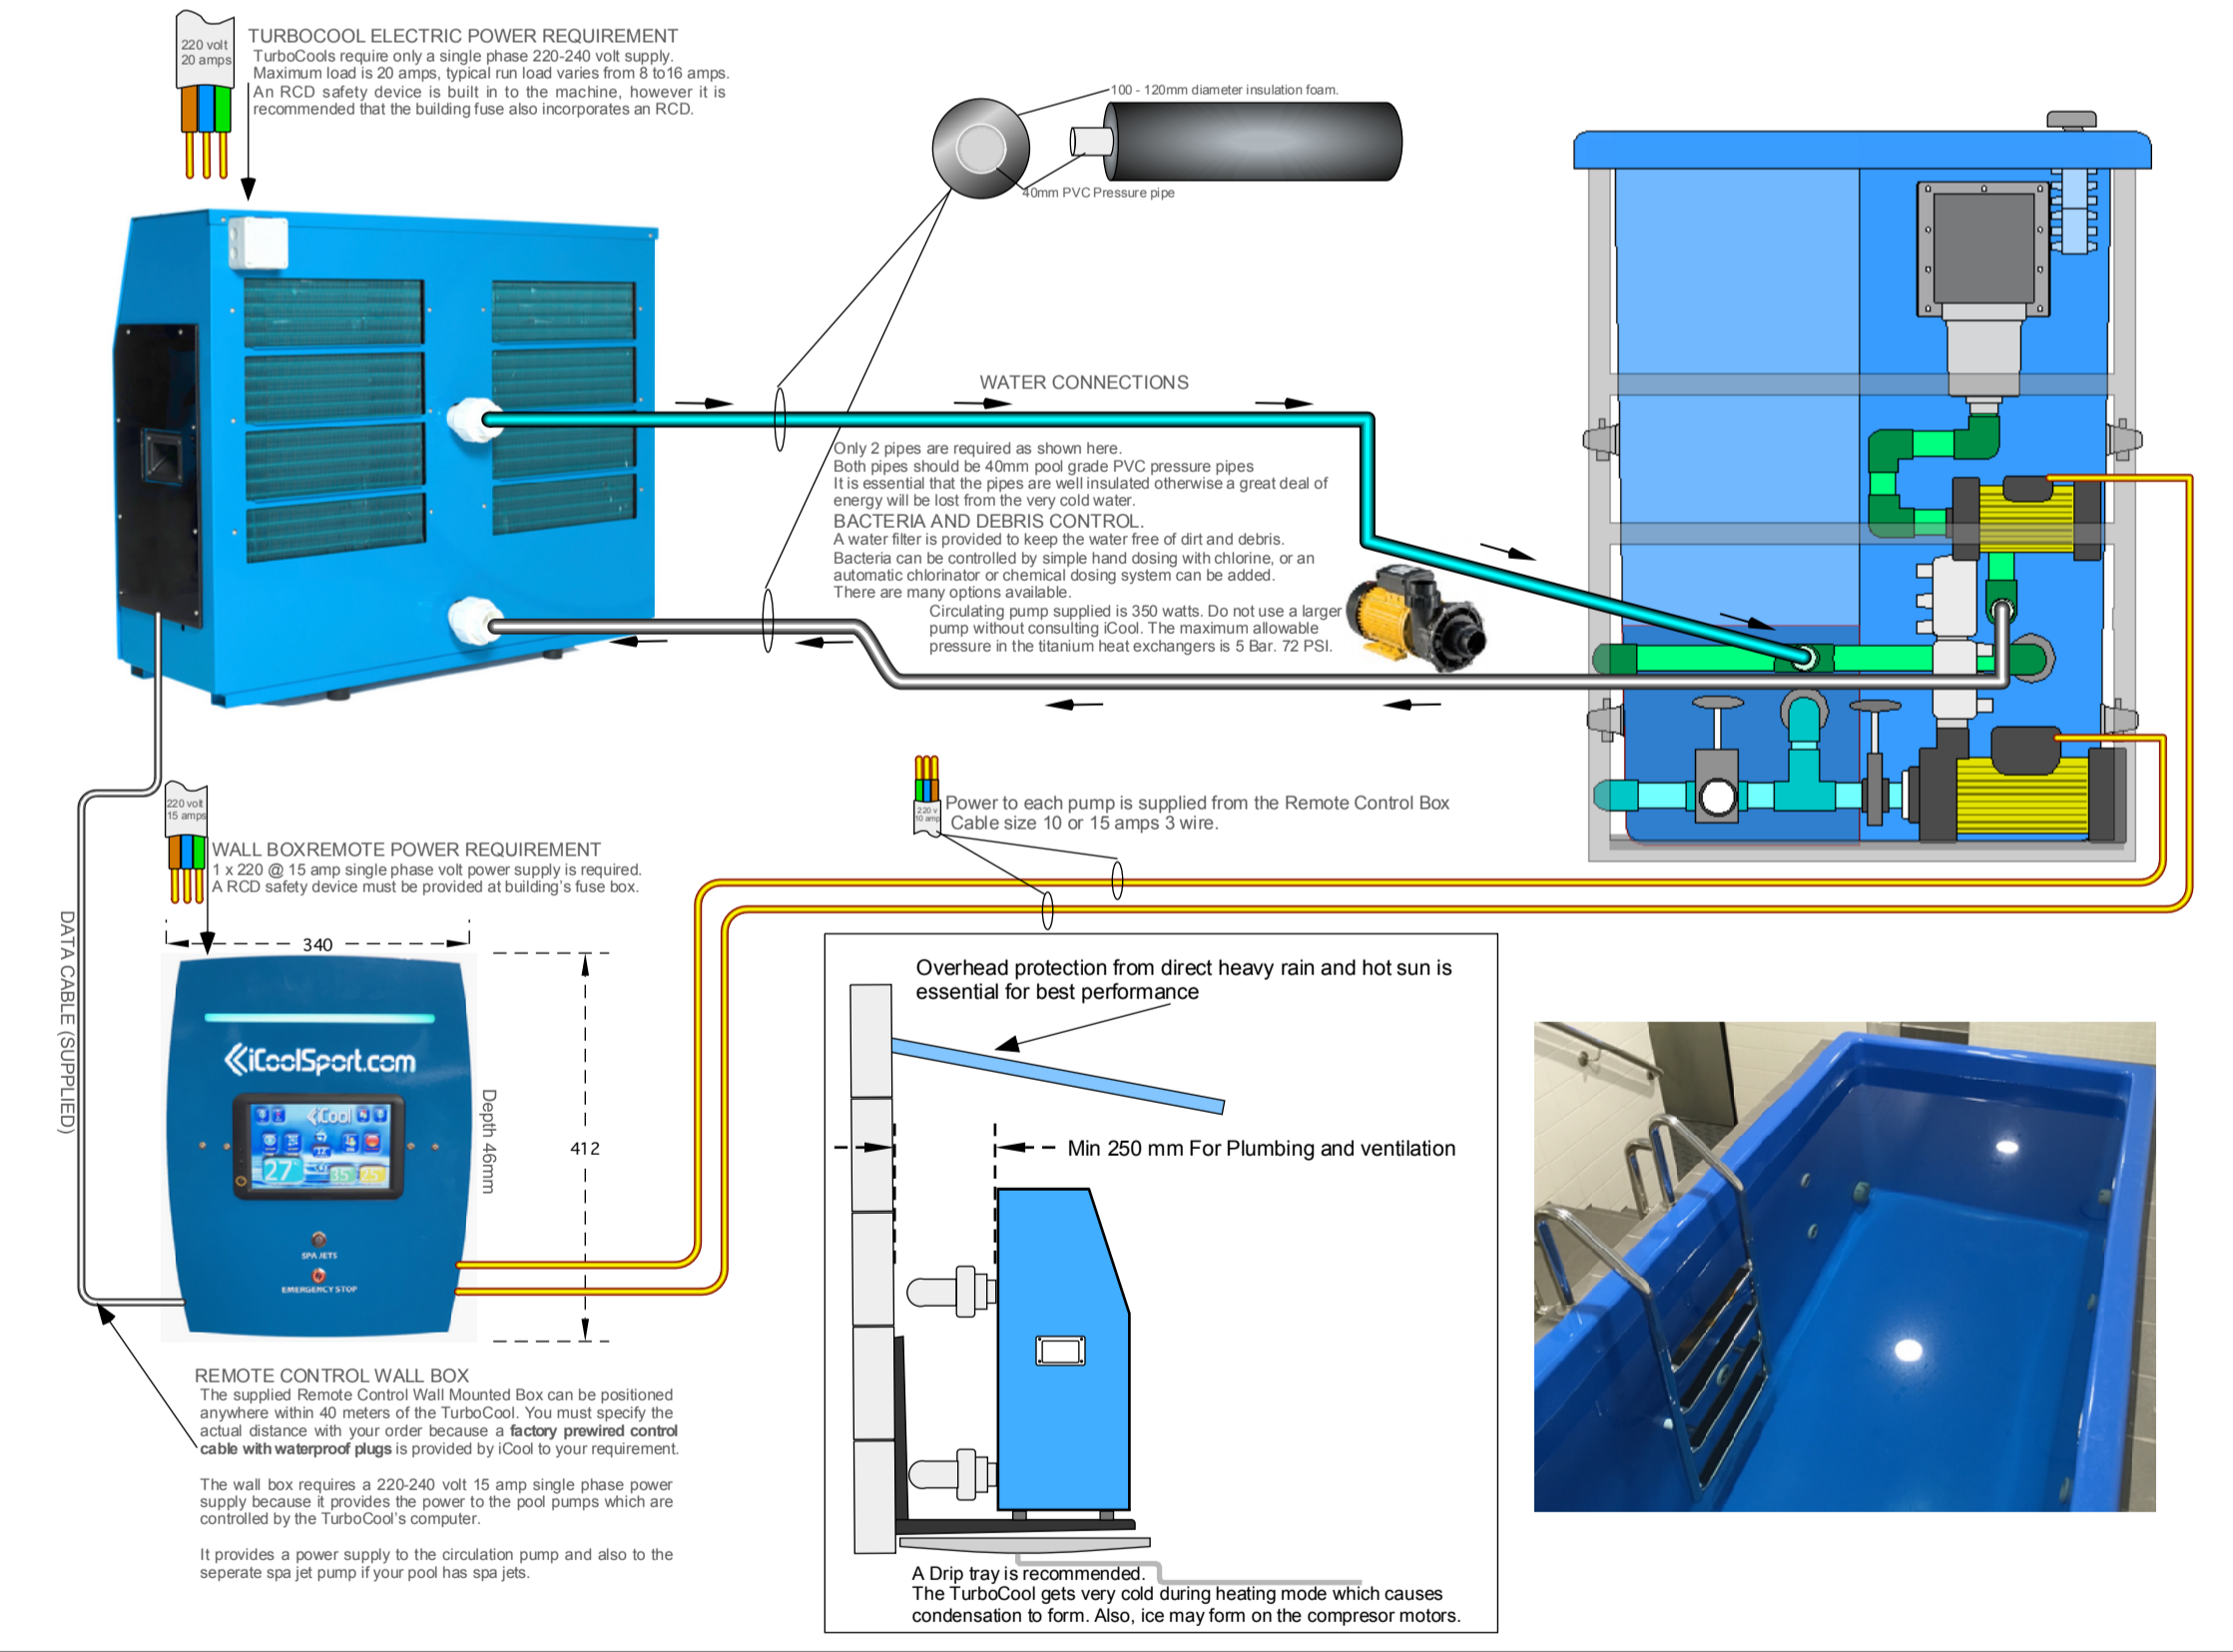 220 volt
20 amps
TURBOCOOL ELECTRIC POWER REQUIREMENT
TurboCools require only a single phase 220-240 volt supply.
Maximum load is 20 amps, typical run load varies from 8 to16 amps.
An RCD safety device is built in to the machine, however it is
recommended that the building fuse also incorporates an RCD.
100 - 120mm diameter insulation foam.
40mm PVC Pressure pipe
WATER CONNECTIONS
Only 2 pipes are required as shown here.
Both pipes should be 40mm pool grade PVC pressure pipes
It is essential that the pipes are well insulated otherwise a great deal of
energy will be lost from the very cold water.
BACTERIA AND DEBRIS CONTROL.
A water filter is provided to keep the water free of dirt and debris.
Bacteria can be controlled by simple hand dosing with chlorine, or an
automatic chlorinator or chemical dosing system can be added.
There are many options available.
Circulating pump supplied is 350 watts. Do not use a larger
pump without consulting iCool. The maximum allowable
pressure in the titanium heat exchangers is 5 Bar. 72 PSI.
220 v
10 amp
Power to each pump is supplied from the Remote Control Box
Cable size 10 or 15 amps 3 wire.
220 volt
15 amps
WALL BOXREMOTE POWER REQUIREMENT
1 x 220 @ 15 amp single phase volt power supply is required.
A RCD safety device must be provided at building's fuse box.
DATA CABLE (SUPPLIED)
340
412
Depth 46mm
iCoolSport.com
iCool
27°
35
25
SPA JETS
EMERGENCY STOP
REMOTE CONTROL WALL BOX
The supplied Remote Control Wall Mounted Box can be positioned
anywhere within 40 meters of the TurboCool. You must specify the
actual distance with your order because a factory prewired control
cable with waterproof plugs is provided by iCool to your requirement.
The wall box requires a 220-240 volt 15 amp single phase power
supply because it provides the power to the pool pumps which are
controlled by the TurboCool's computer.
It provides a power supply to the circulation pump and also to the
seperate spa jet pump if your pool has spa jets.
Overhead protection from direct heavy rain and hot sun is
essential for best performance
Min 250 mm For Plumbing and ventilation
A Drip tray is recommended.
The TurboCool gets very cold during heating mode which causes
condensation to form. Also, ice may form on the compresor motors.